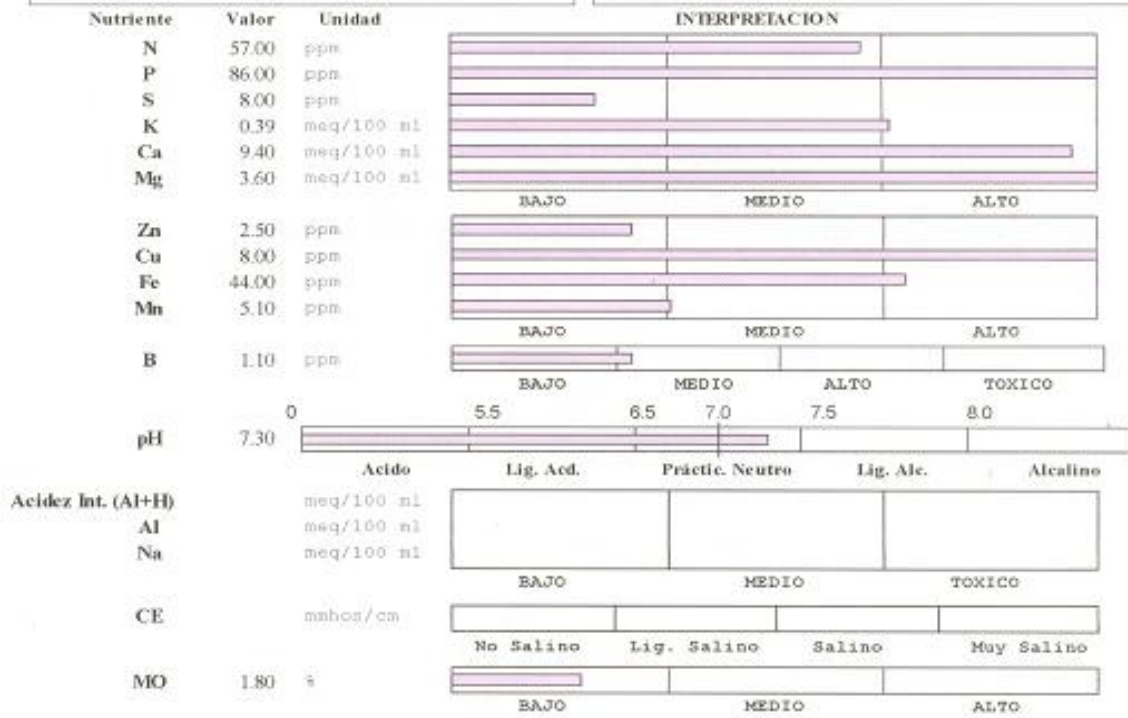 Nutriente Valor Unidad INTERPRETACION
N 57.00 ppm
P 86.00 ppm
S 8.00 ppm
K 0.39 meq/100 ml
Ca 9.40 meq/100 ml
Mg 3.60 meq/100 ml
BAJO MEDIO ALTO
Zn 2.50 ppm
Cu 8.00 ppm
Fe 44.00 ppm
Mn 5.10 ppm
BAJO MEDIO ALTO
B 1.10 ppm
BAJO MEDIO ALTO TOXICO
0 5.5 6.5 7.0 7.5 8.0
pH 7.30
Acido Lig. Acd. Práctic. Neutro Lig. Alc. Alcalino
Acidez Int. (Al+H) meq/100 ml
Al meq/100 ml
Na meq/100 ml
BAJO MEDIO TOXICO
CE mmhos/cm
No Salino Lig. Salino Salino Muy Salino
MO 1.80 %
BAJO MEDIO ALTO